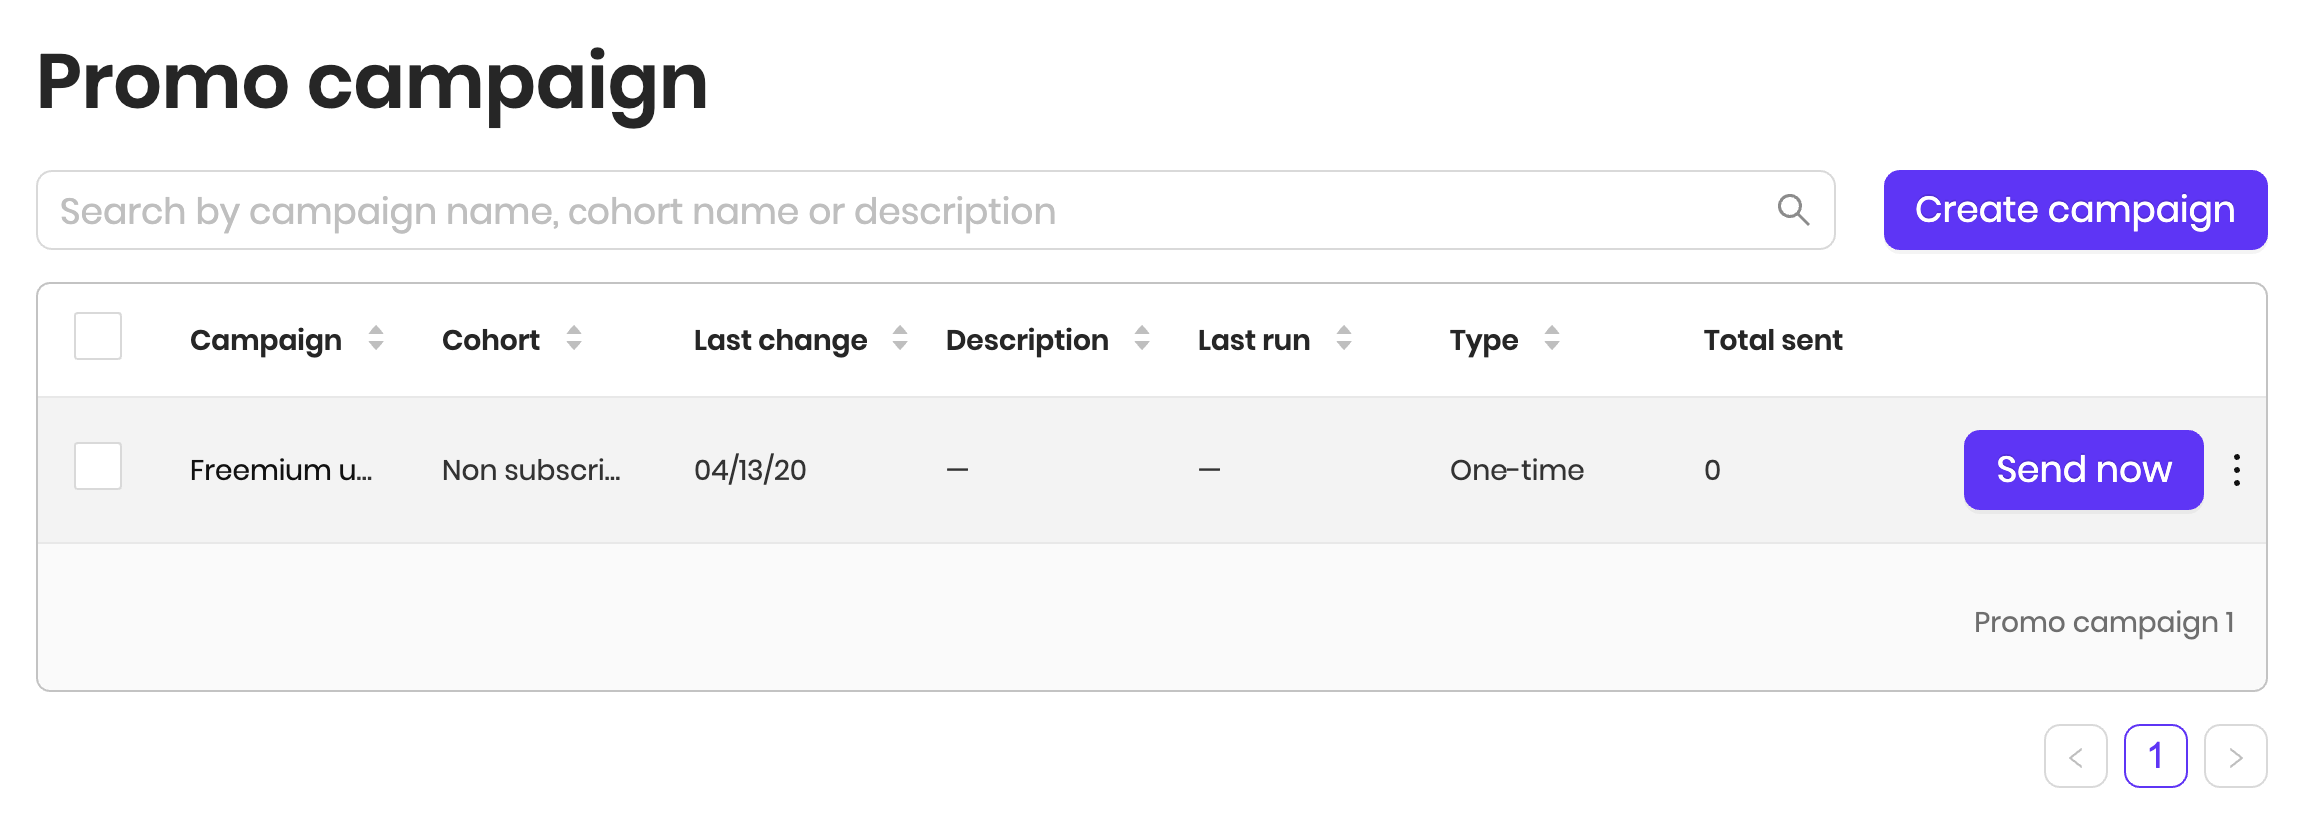 Promo campaign
Search by campaign name, cohort name or description
Create campaign
Campaign Cohort Last change Description Last run Type Total sent
Freemium u... Non subscri... 04/13/20 — — One-time 0 Send now
Promo campaign 1
< 1 >